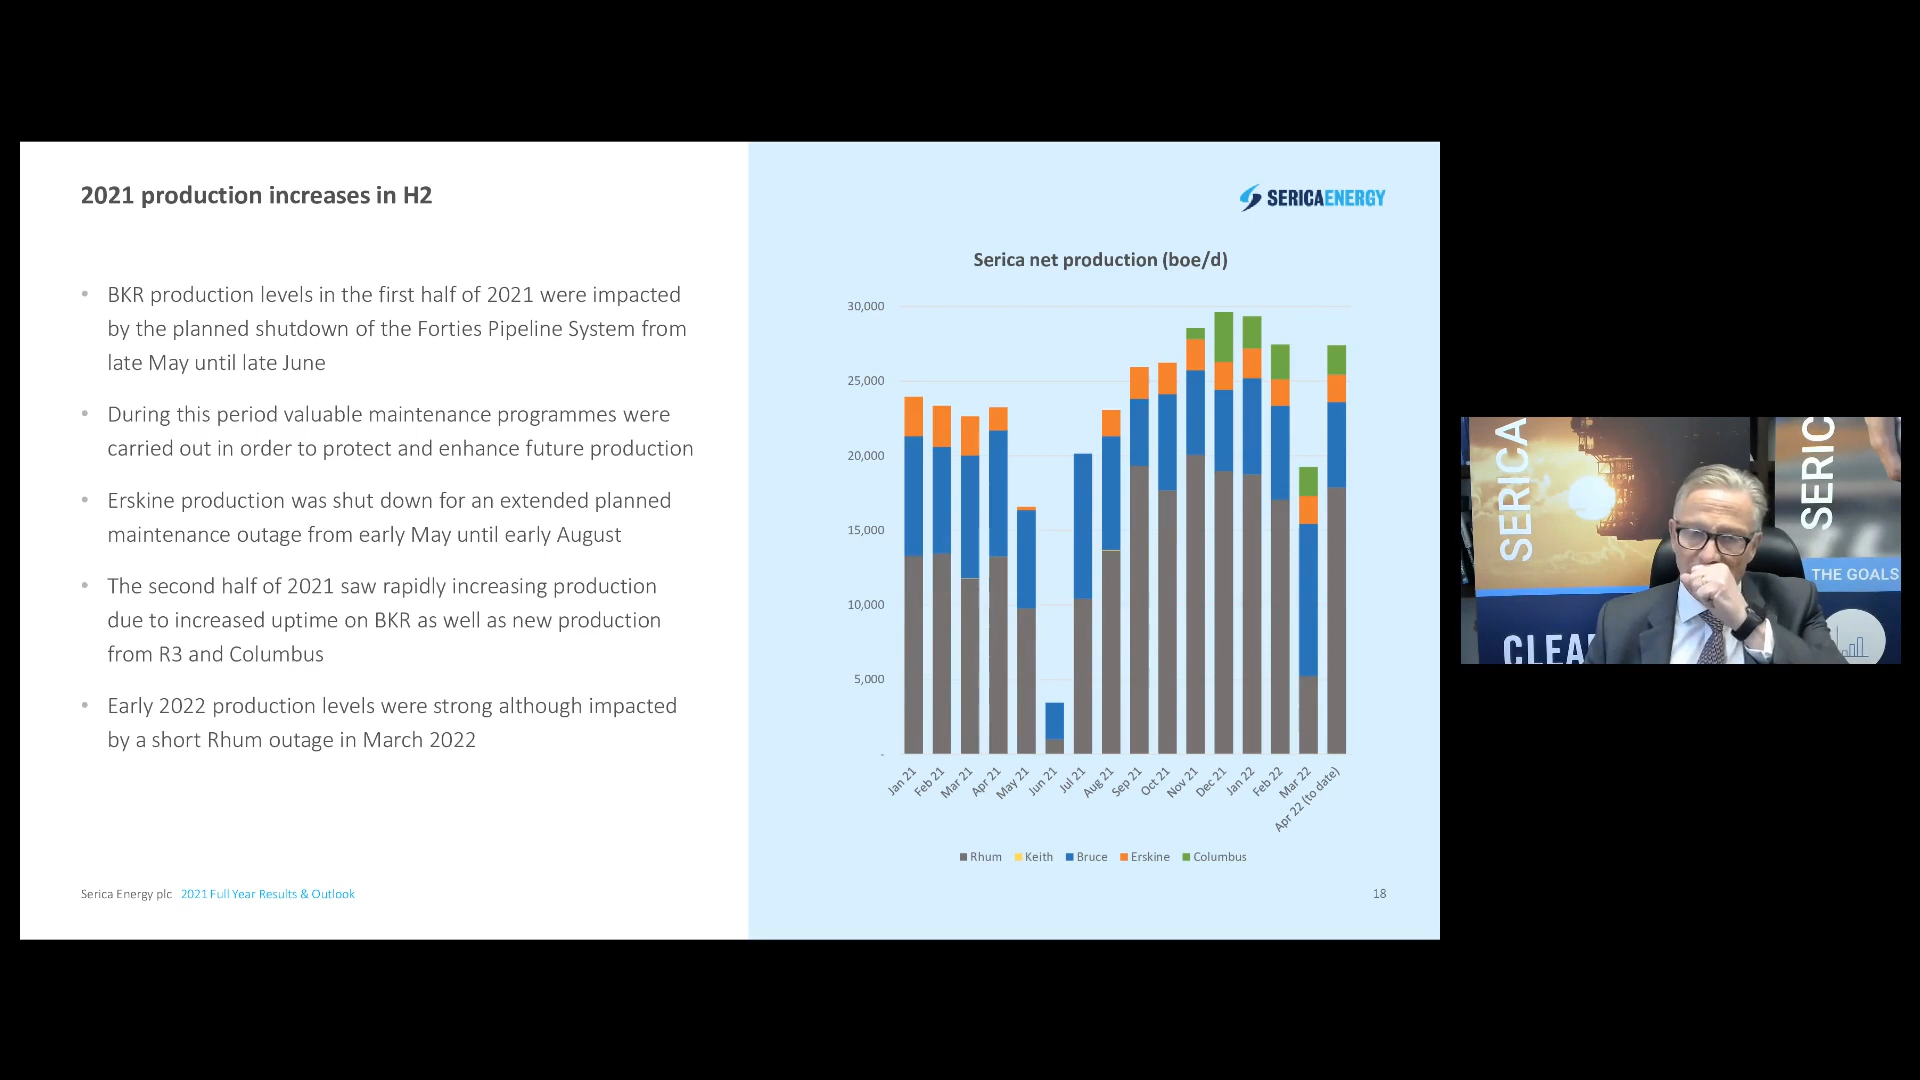 2021 production increases in H2
• BKR production levels in the first half of 2021 were impacted
by the planned shutdown of the Forties Pipeline System from
late May until late June
• During this period valuable maintenance programmes were
carried out in order to protect and enhance future production
• Erskine production was shut down for an extended planned
maintenance outage from early May until early August
• The second half of 2021 saw rapidly increasing production
due to increased uptime on BKR as well as new production
from R3 and Columbus
• Early 2022 production levels were strong although impacted
by a short Rhum outage in March 2022
Serica Energy plc 2021 Full Year Results & Outlook
SERICAENERGY
Serica net production (boe/d)
30,000
25,000
20,000
15,000
10,000
5,000
-
Jan 21
Feb 21
Mar 21
Apr 21
May 21
Jun 21
Jul 21
Aug 21
Sep 21
Oct 21
Nov 21
Dec 21
Jan 22
Feb 22
Mar 22
Apr 22 (to date)
Rhum Keith Bruce Erskine Columbus
18
SERICA
SERIC
THE GOALS
CLEA